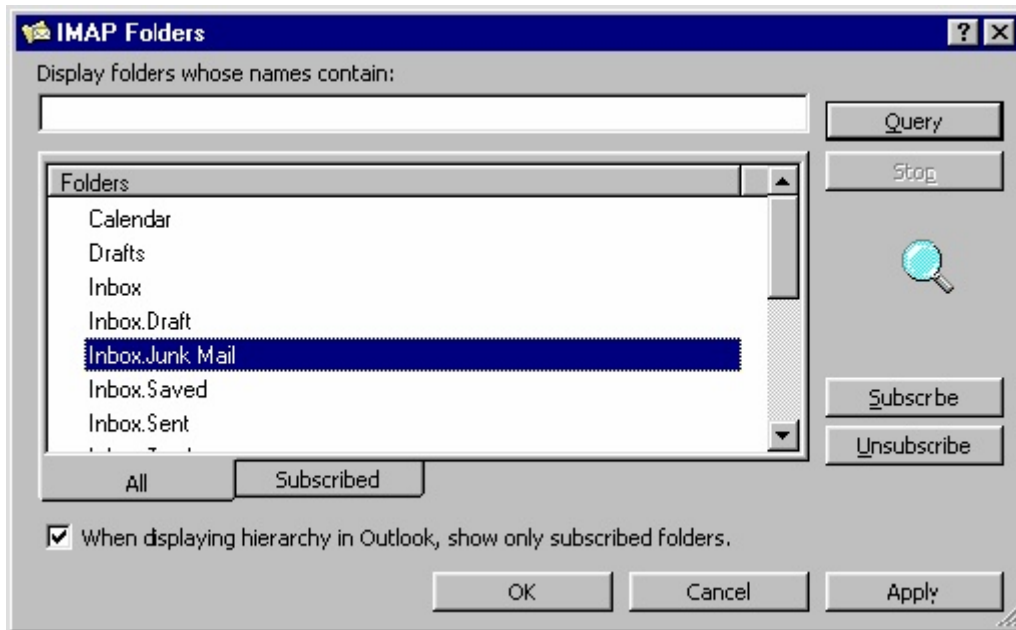 IMAP Folders
Display folders whose names contain:
Query
Stop
Folders
Calendar
Drafts
Inbox
Inbox.Draft
Inbox.Junk Mail
Inbox.Saved
Inbox.Sent
Subscrbe
Unsubscribe
All
Subscribed
When displaying hierarchy in Outlook, show only subscribed folders.
OK
Cancel
Apply